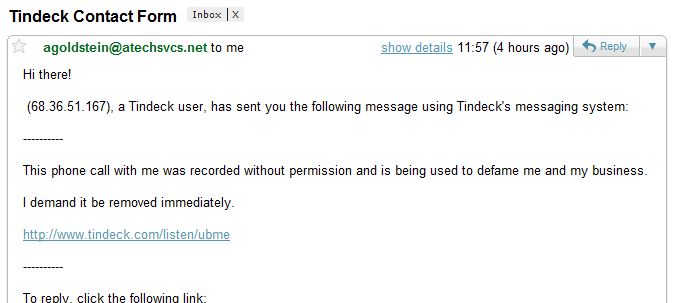 Tindeck Contact Form Inbox | X
agoldstein@atechsvcs.net to me show details 11:57 (4 hours ago) Reply
Hi there!
(68.36.51.167), a Tindeck user, has sent you the following message using Tindeck's messaging system:
----------
This phone call with me was recorded without permission and is being used to defame me and my business.
I demand it be removed immediately.
http://www.tindeck.com/listen/ubme
----------
To reply, click the following link: